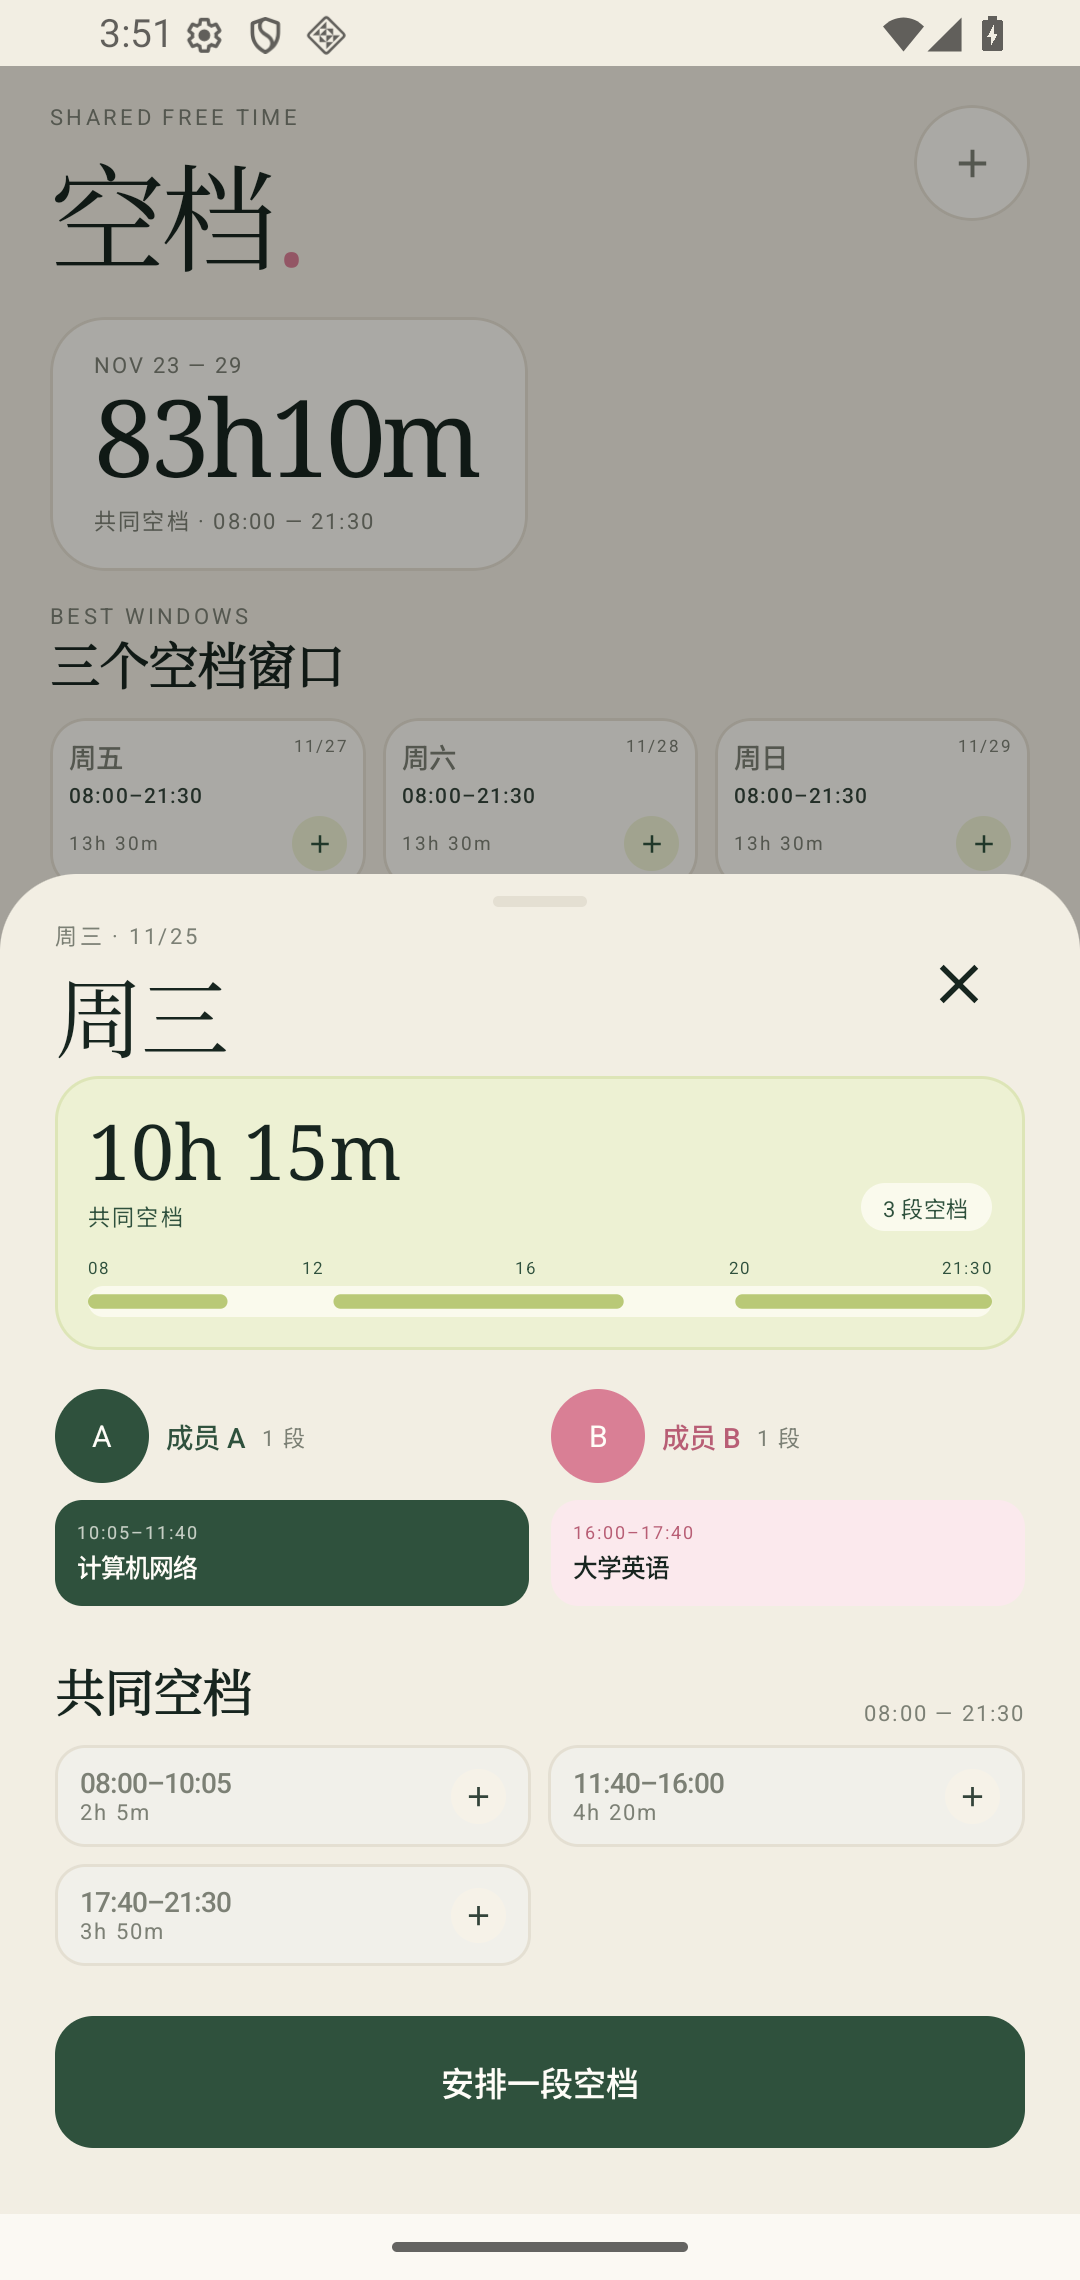 3:51
SHARED FREE TIME
空档.
NOV 23 — 29
83h10m
共同空档 · 08:00 — 21:30
BEST WINDOWS
三个空档窗口
周五 11/27
08:00–21:30
13h 30m
周六 11/28
08:00–21:30
13h 30m
周日 11/29
08:00–21:30
13h 30m
周三 · 11/25
周三
10h 15m
共同空档
3 段空档
08 12 16 20 21:30
A 成员 A 1 段
B 成员 B 1 段
10:05–11:40
计算机网络
16:00–17:40
大学英语
共同空档
08:00 — 21:30
08:00–10:05
2h 5m
11:40–16:00
4h 20m
17:40–21:30
3h 50m
安排一段空档